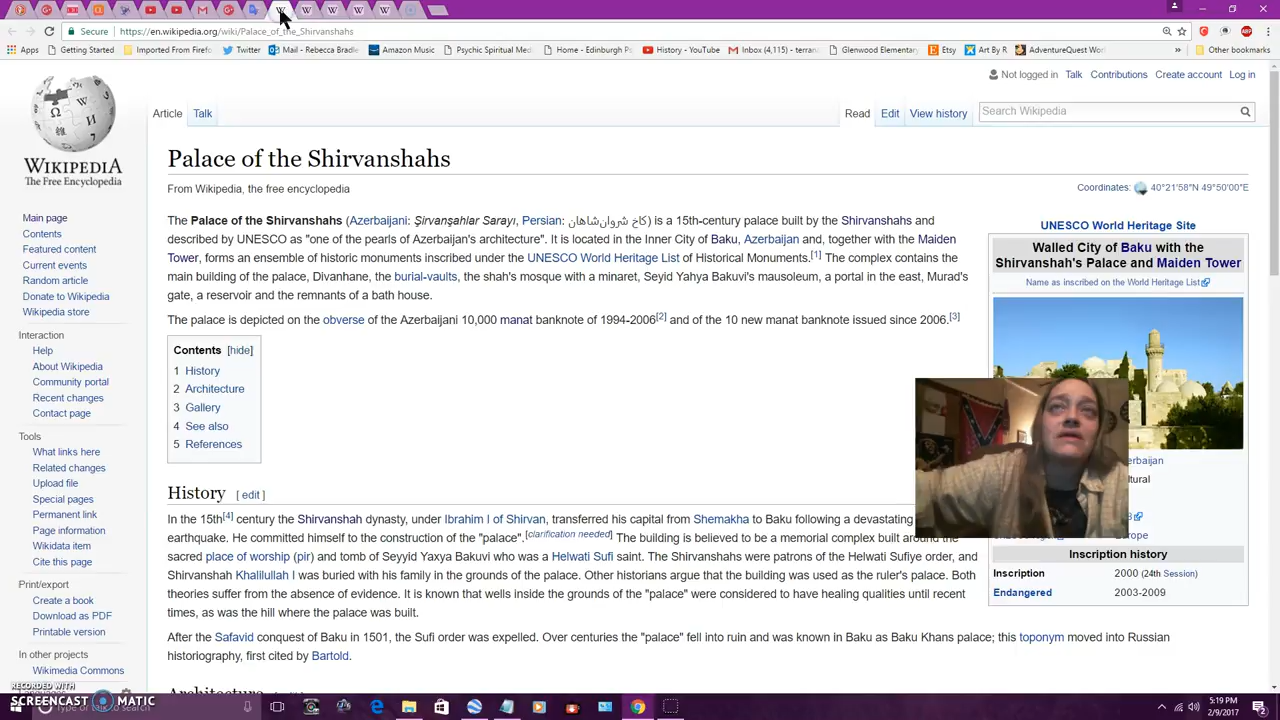 Secure
https://en.wikipedia.org/wiki/Palace_of_the_Shirvanshahs
Apps
Getting Started
Imported From Firefo
Twitter
Mail - Rebecca Bradle
Amazon Music
Psychic Spiritual Med
Home - Edinburgh Ps
History - YouTube
Inbox (4,115) - terran
Glenwood Elementary
Etsy
Art By R
AdventureQuest Wor
»
Other bookmarks
Not logged in Talk Contributions Create account Log in
Article Talk
Read Edit View history
Search Wikipedia
WIKIPEDIA
The Free Encyclopedia
Main page
Contents
Featured content
Current events
Random article
Donate to Wikipedia
Wikipedia store
Interaction
Help
About Wikipedia
Community portal
Recent changes
Contact page
Tools
What links here
Related changes
Upload file
Special pages
Permanent link
Page information
Wikidata item
Cite this page
Print/export
Create a book
Download as PDF
Printable version
In other projects
Wikimedia Commons
Palace of the Shirvanshahs
From Wikipedia, the free encyclopedia
Coordinates: 40°21′58″N 49°50′00″E
The Palace of the Shirvanshahs (Azerbaijani: Şirvanşahlar Sarayı, Persian: کاخ شروان‌شاهان) is a 15th-century palace built by the Shirvanshahs and
described by UNESCO as "one of the pearls of Azerbaijan's architecture". It is located in the Inner City of Baku, Azerbaijan and, together with the Maiden
Tower, forms an ensemble of historic monuments inscribed under the UNESCO World Heritage List of Historical Monuments.[1] The complex contains the
main building of the palace, Divanhane, the burial-vaults, the shah's mosque with a minaret, Seyid Yahya Bakuvi's mausoleum, a portal in the east, Murad's
gate, a reservoir and the remnants of a bath house.
The palace is depicted on the obverse of the Azerbaijani 10,000 manat banknote of 1994-2006[2] and of the 10 new manat banknote issued since 2006.[3]
Contents [hide]
1 History
2 Architecture
3 Gallery
4 See also
5 References
History [ edit ]
In the 15th[4] century the Shirvanshah dynasty, under Ibrahim I of Shirvan, transferred his capital from Shemakha to Baku following a devastating
earthquake. He committed himself to the construction of the "palace".[clarification needed] The building is believed to be a memorial complex built around the
sacred place of worship (pir) and tomb of Seyyid Yaxya Bakuvi who was a Helwati Sufi saint. The Shirvanshahs were patrons of the Helwati Sufiye order, and
Shirvanshah Khalilullah I was buried with his family in the grounds of the palace. Other historians argue that the building was used as the ruler's palace. Both
theories suffer from the absence of evidence. It is known that wells inside the grounds of the "palace" were considered to have healing qualities until recent
times, as was the hill where the palace was built.
After the Safavid conquest of Baku in 1501, the Sufi order was expelled. Over centuries the "palace" fell into ruin and was known in Baku as Baku Khans palace; this toponym moved into Russian
historiography, first cited by Bartold.
UNESCO World Heritage Site
Walled City of Baku with the
Shirvanshah's Palace and Maiden Tower
Name as inscribed on the World Heritage List
erbaijan
ltural
Europe
Inscription history
Inscription 2000 (24th Session)
Endangered 2003-2009
RECORDED WITH
SCREENCAST MATIC
5:19 PM
2/9/2017